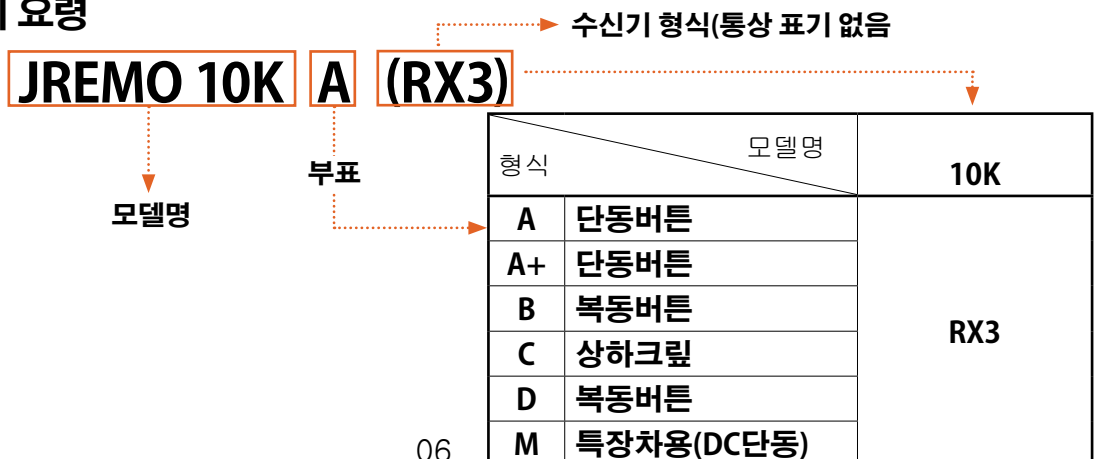 요령
수신기 형식(통상 표기 없음
JREMO 10K A (RX3)
부표
모델명
형식 모델명 10K
A 단동버튼
A+ 단동버튼
B 복동버튼
C 상하크릺
D 복동버튼
M 특장차용(DC단동)
RX3
06